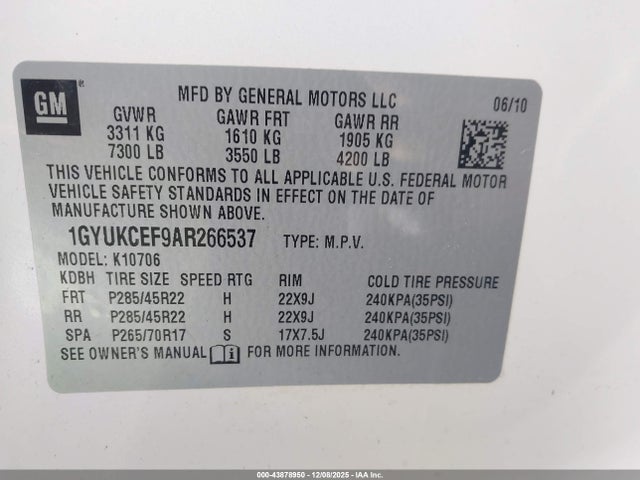 GM ®
MFD BY GENERAL MOTORS LLC 06/10
GVWR GAWR FRT GAWR RR
3311 KG 1610 KG 1905 KG
7300 LB 3550 LB 4200 LB
THIS VEHICLE CONFORMS TO ALL APPLICABLE U.S. FEDERAL MOTOR
VEHICLE SAFETY STANDARDS IN EFFECT ON THE DATE OF
MANUFACTURE SHOWN ABOVE.
1GYUKCEF9AR266537 TYPE: M.P.V.
MODEL: K10706
KDBH TIRE SIZE SPEED RTG RIM COLD TIRE PRESSURE
FRT P285/45R22 H 22X9J 240KPA(35PSI)
RR P285/45R22 H 22X9J 240KPA(35PSI)
SPA P265/70R17 S 17X7.5J 240KPA(35PSI)
SEE OWNER'S MANUAL FOR MORE INFORMATION.
000-43878950 - 12/08/2025 - IAA Inc.